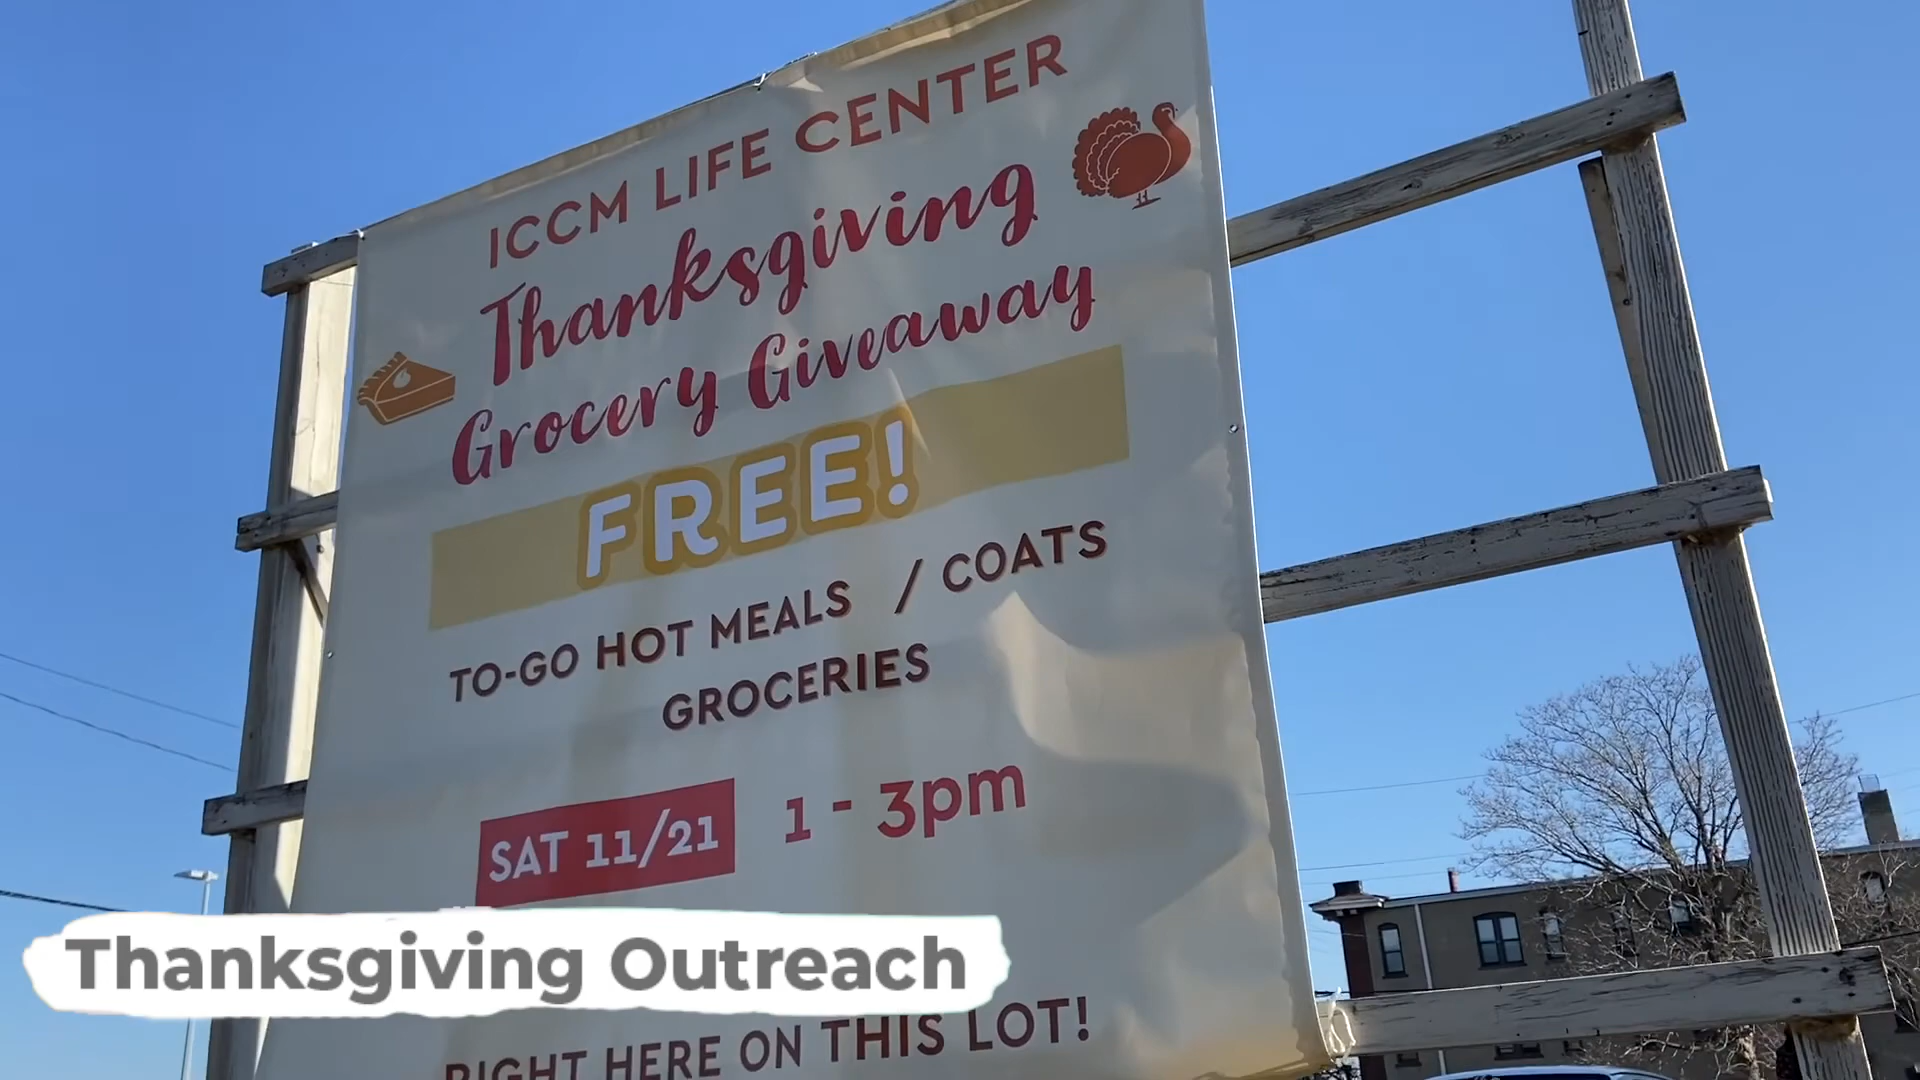 ICCM LIFE CENTER
Thanksgiving
Grocery Giveaway
FREE!
TO-GO HOT MEALS / COATS
GROCERIES
SAT 11/21 1 - 3pm
Thanksgiving Outreach
RIGHT HERE ON THIS LOT!